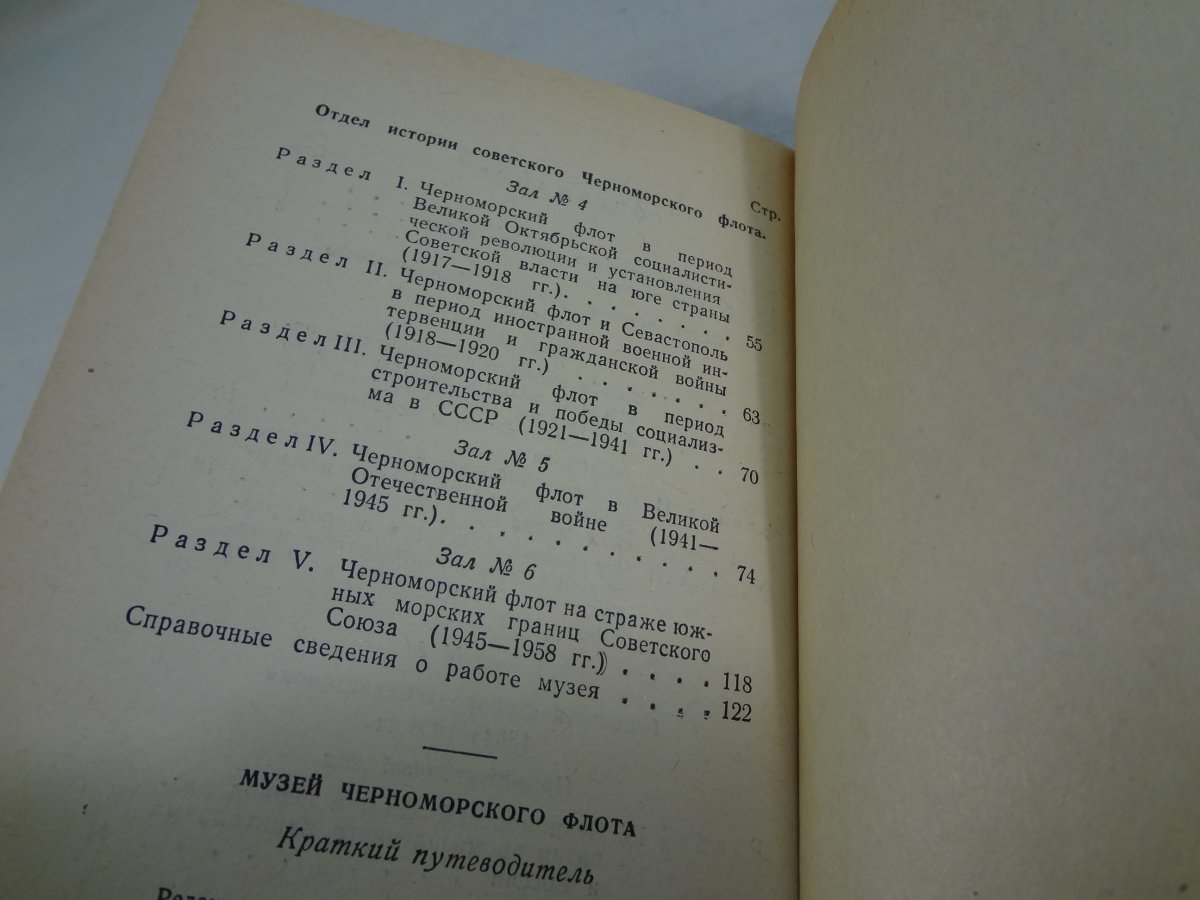 Отдел истории советского Черноморского флота.
Стр.
Зал № 4
Раздел I. Черноморский флот в период
Великой Октябрьской социалисти-
ческой революции и установления
Советской власти на юге страны
(1917—1918 гг.). . . . . . . 55
Раздел II. Черноморский флот и Севастополь
в период иностранной военной ин-
тервенции и гражданской войны
(1918—1920 гг.) . . . . . . . 63
Раздел III. Черноморский флот в период
строительства и победы социализ-
ма в СССР (1921—1941 гг.) . . 70
Зал № 5
Раздел IV. Черноморский флот в Великой
Отечественной войне (1941—
1945 гг.). . . . . . . . . . 74
Зал № 6
Раздел V. Черноморский флот на страже юж-
ных морских границ Советского
Союза (1945—1958 гг.)) . . . . 118
Справочные сведения о работе музея . . . . 122
МУЗЕЙ ЧЕРНОМОРСКОГО ФЛОТА
Краткий путеводитель